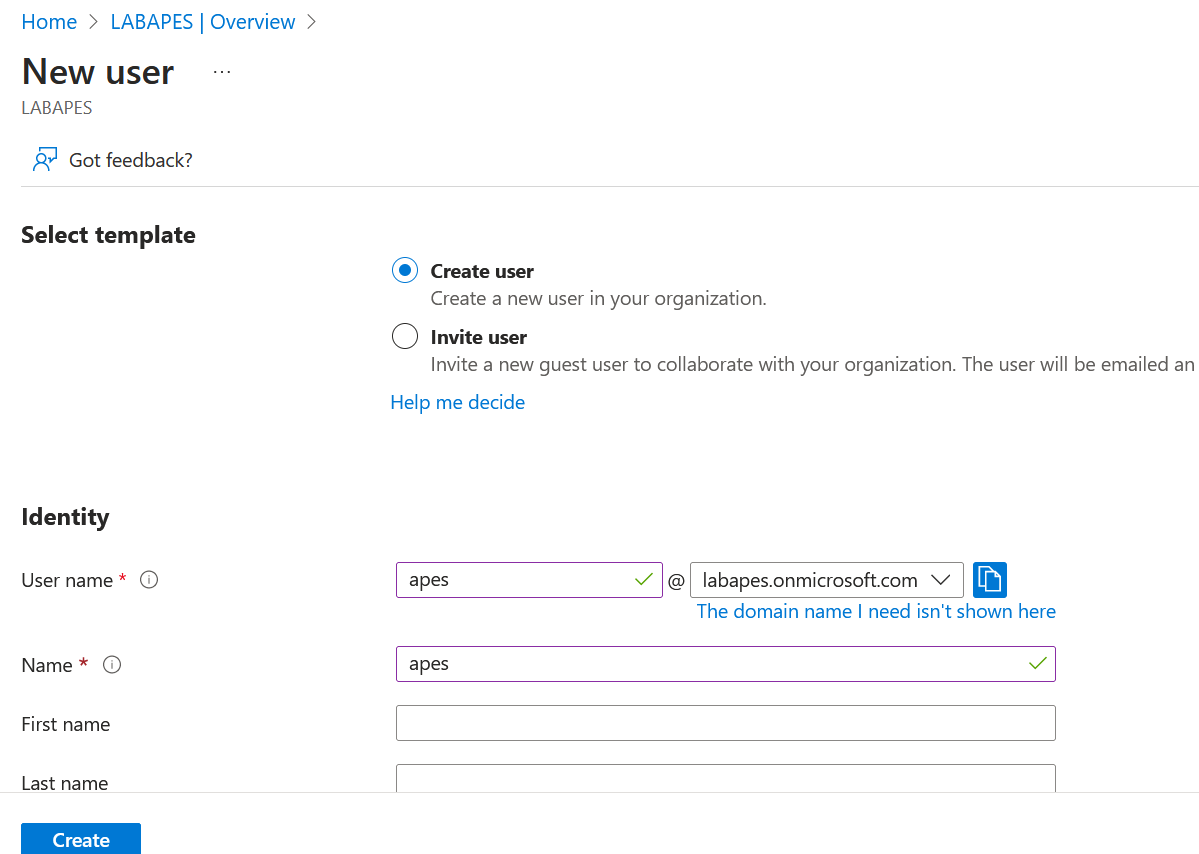 Home > LABAPES | Overview >
New user ...
LABAPES
Got feedback?
Select template
Create user
Create a new user in your organization.
Invite user
Invite a new guest user to collaborate with your organization. The user will be emailed an
Help me decide
Identity
User name * apes @ labapes.onmicrosoft.com
The domain name I need isn't shown here
Name * apes
First name
Last name
Create